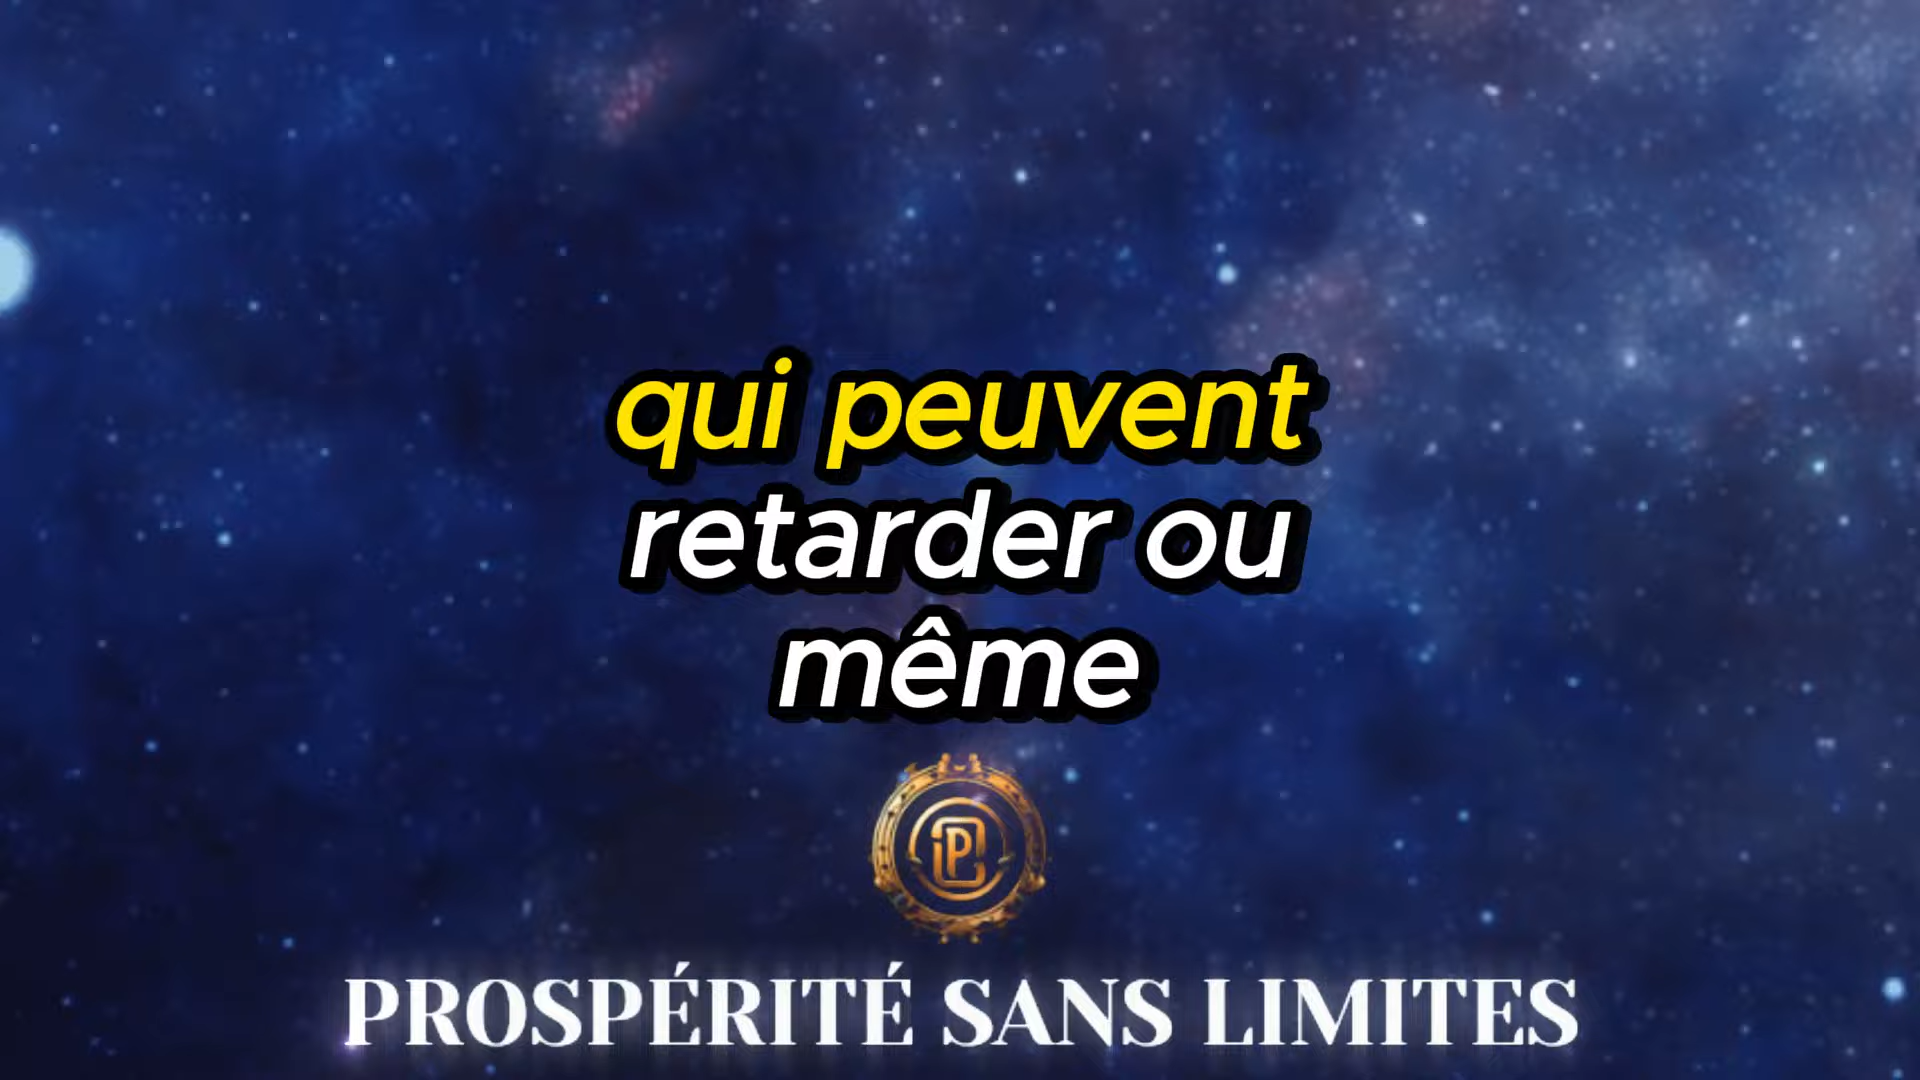 qui peuvent
retarder ou
même
P
PROSPÉRITÉ SANS LIMITES